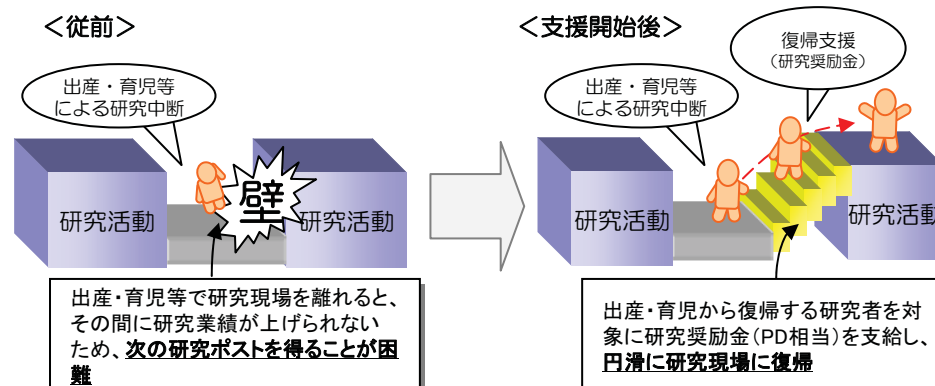 ＜従前＞
出産・育児等
による研究中断
壁
研究活動
研究活動
出産・育児等で研究現場を離れると、
その間に研究業績が上げられない
ため、次の研究ポストを得ることが困
難
＜支援開始後＞
復帰支援
（研究奨励金）
出産・育児等
による研究中断
研究活動
研究活動
出産・育児から復帰する研究者を対
象に研究奨励金（PD相当）を支給し、
円滑に研究現場に復帰